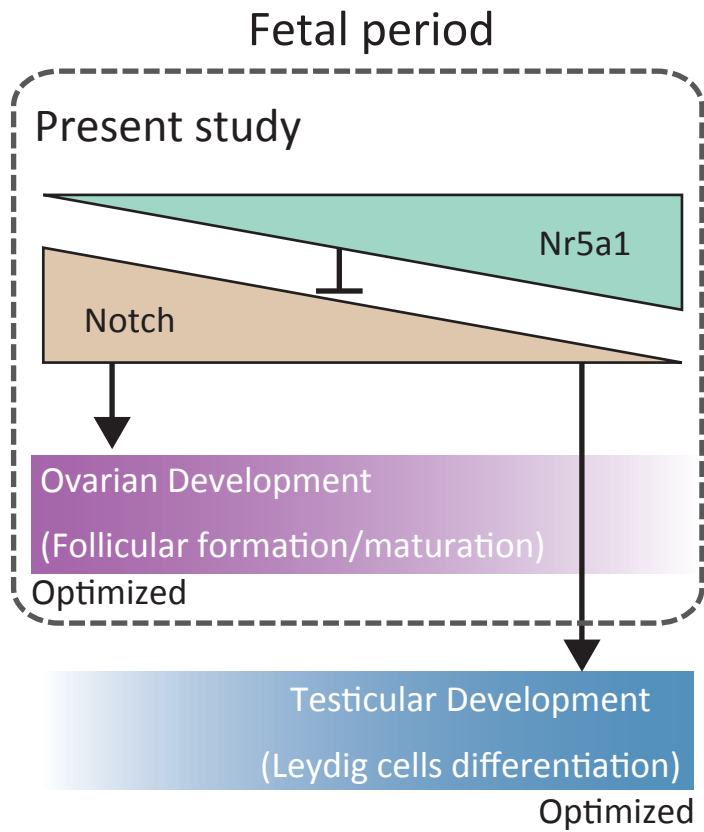 Fetal period
Present study
Nr5a1
Notch
Ovarian Development
(Follicular formation/maturation)
Optimized
Testicular Development
(Leydig cells differentiation)
Optimized